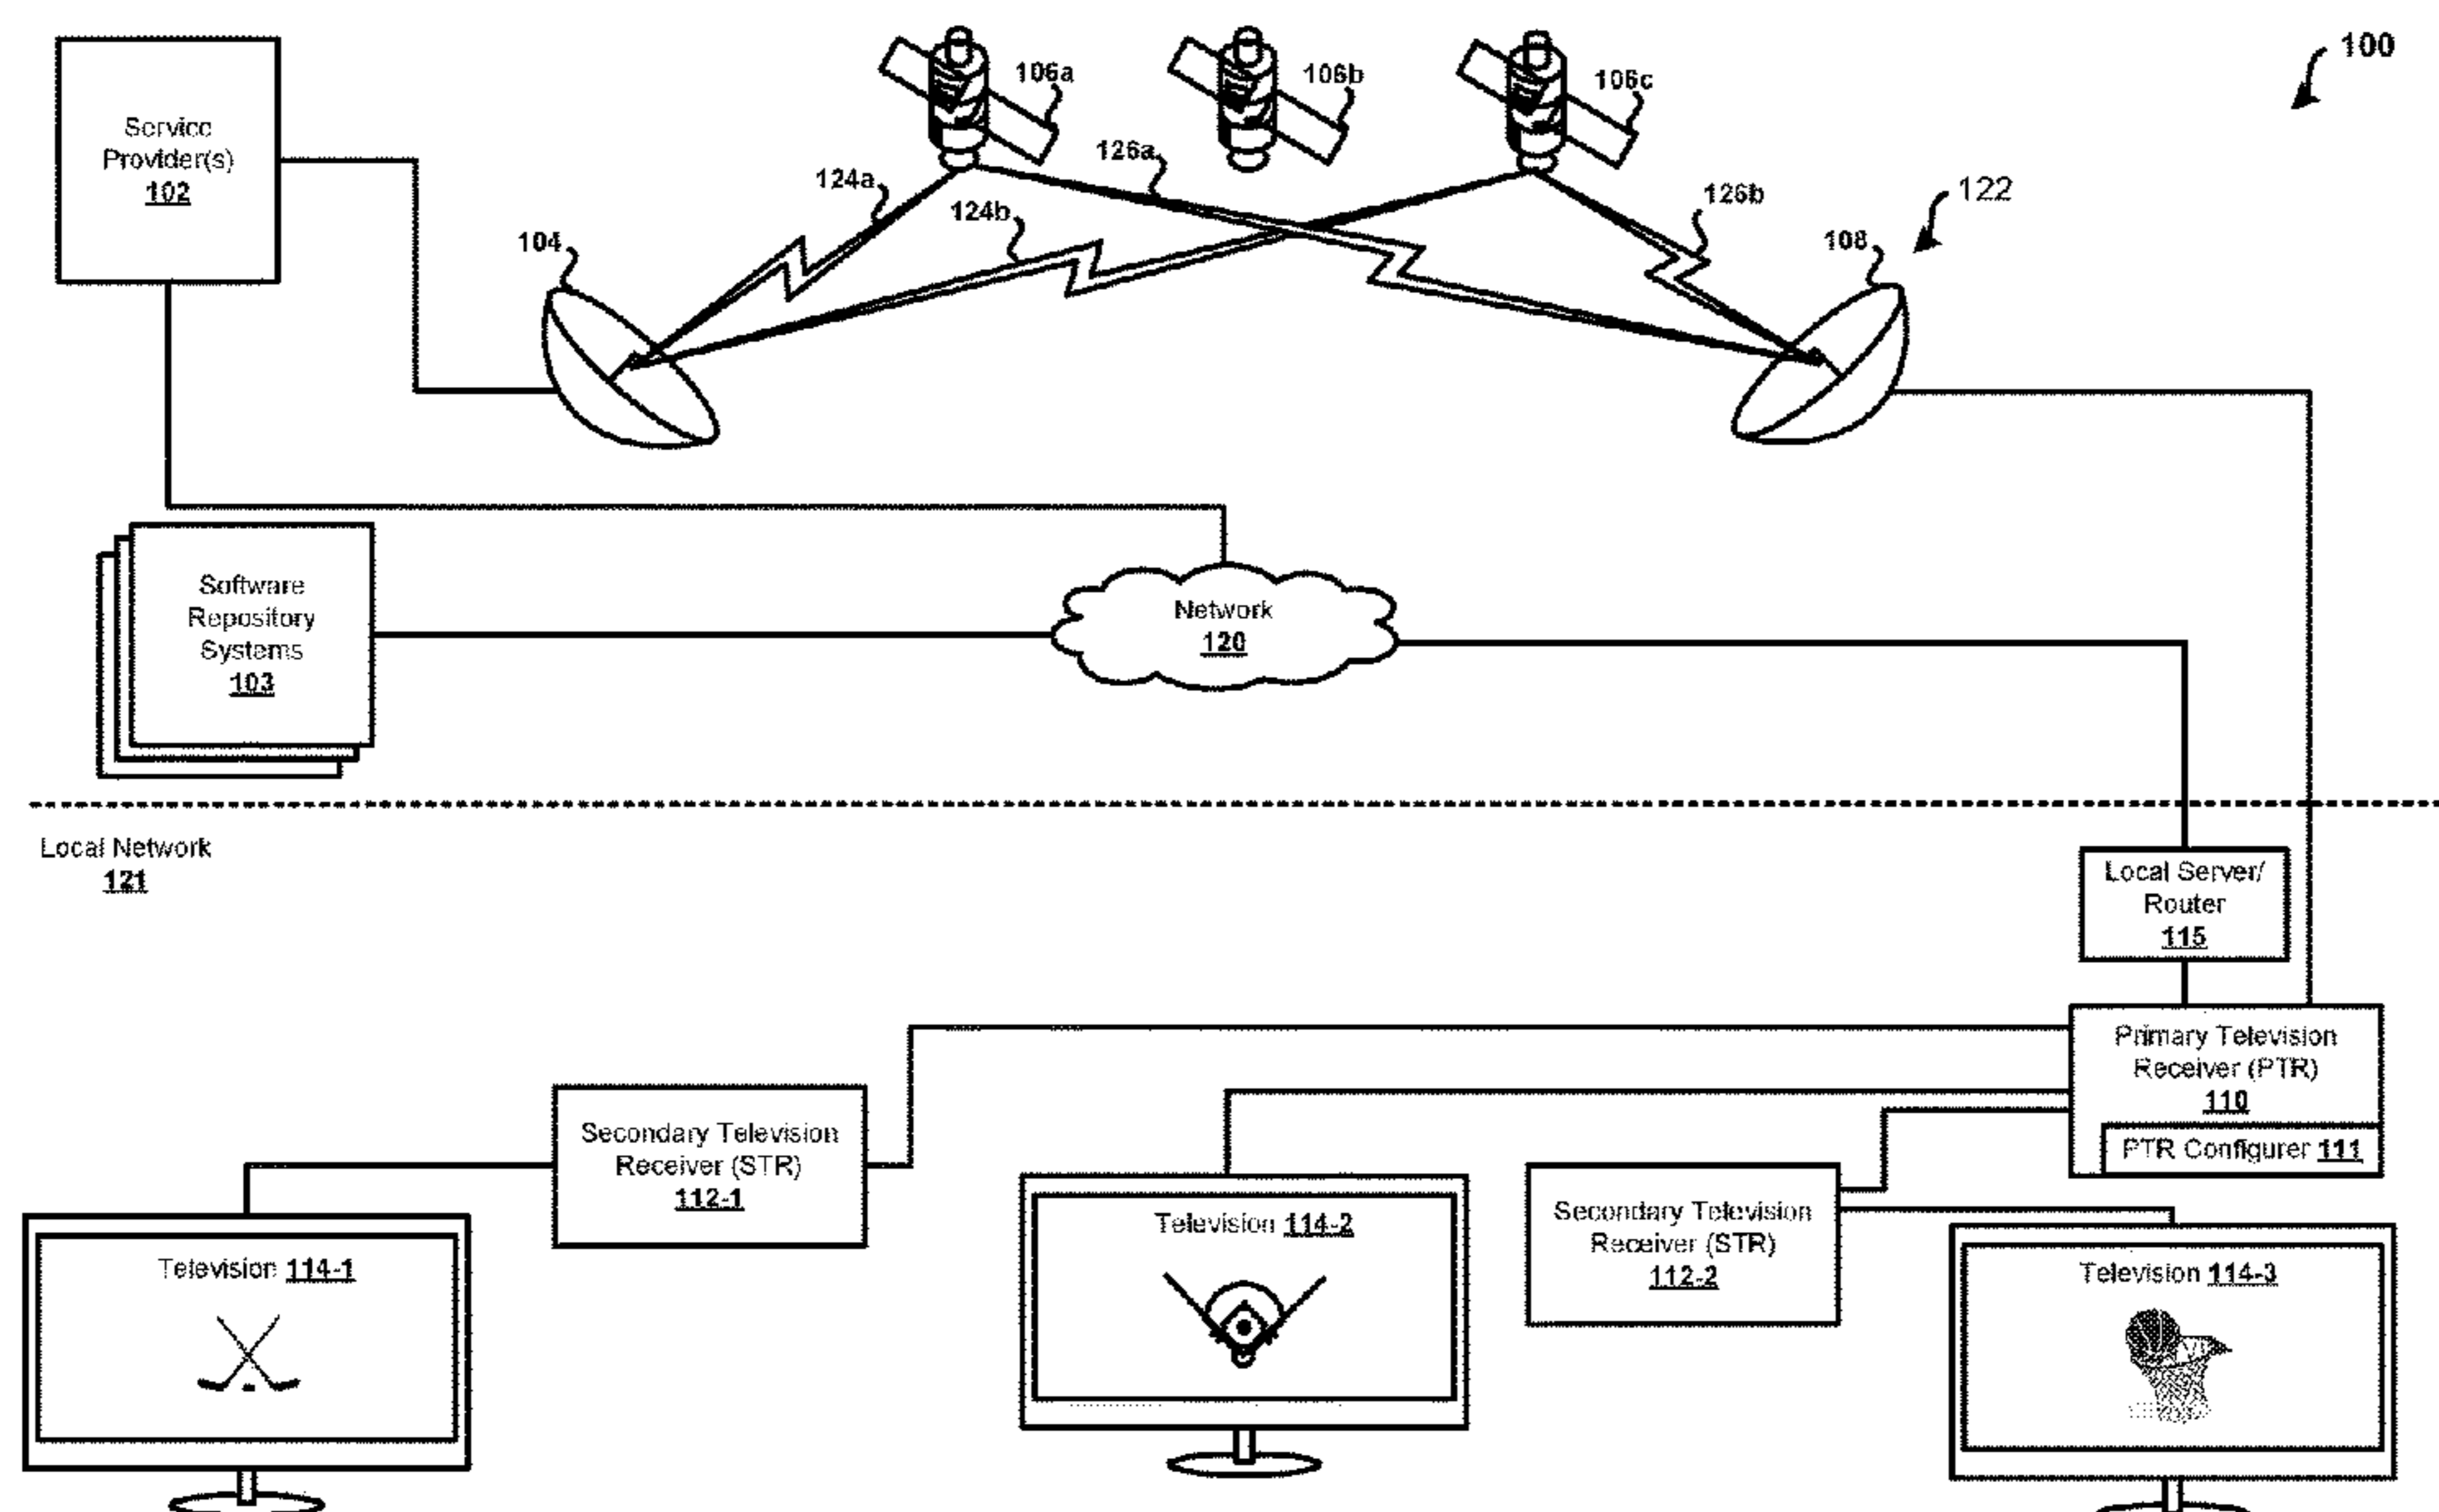 100
Service
Provider(s)
102
106a
106b
106c
126a
124a
124b
126b
122
104
108
Software
Repository
Systems
103
Network
120
Local Network
121
Local Server/
Router
115
Primary Television
Receiver (PTR)
110
PTR Configurer 111
Secondary Television
Receiver (STR)
112-1
Secondary Television
Receiver (STR)
112-2
Television 114-1
Television 114-2
Television 114-3